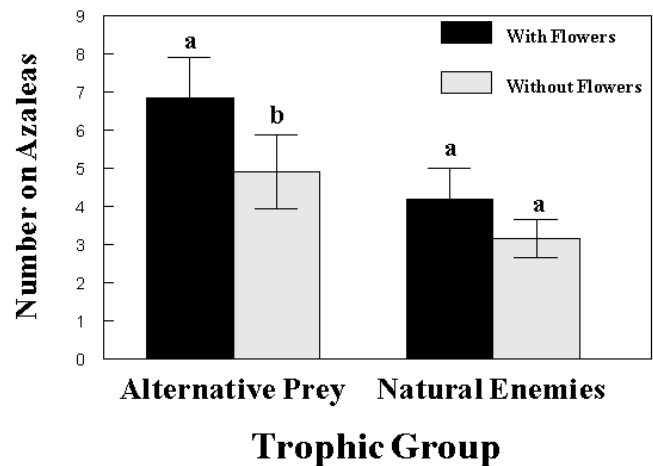 9
8
7
6
5
4
3
2
1
0
Number on Azaleas
a
b
a
a
With Flowers
Without Flowers
Alternative Prey Natural Enemies
Trophic Group